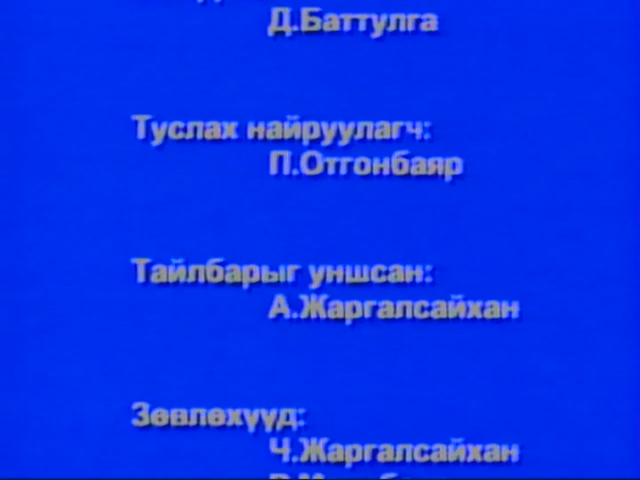 Д.Баттулга
Туслах найруулагч:
П.Отгонбаяр
Тайлбарыг уншсан:
А.Жаргалсайхан
Зөвлөхүүд:
Ч.Жаргалсайхан